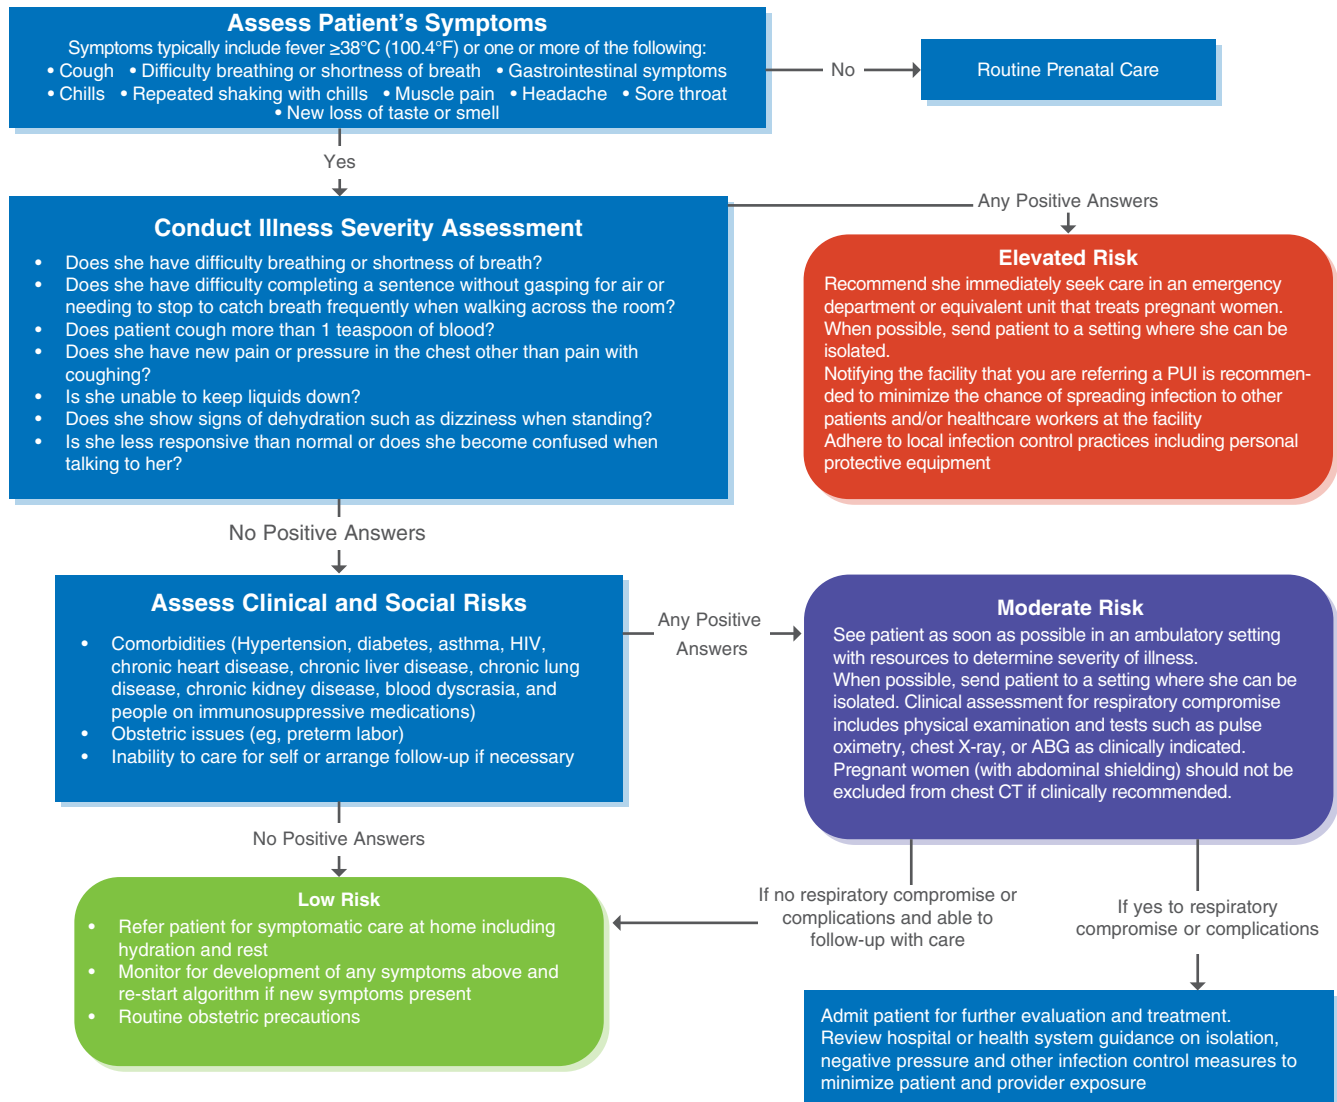 Assess Patient's Symptoms
Symptoms typically include fever ≥38°C (100.4°F) or one or more of the following:
• Cough • Difficulty breathing or shortness of breath • Gastrointestinal symptoms
• Chills • Repeated shaking with chills • Muscle pain • Headache • Sore throat
• New loss of taste or smell
No
Routine Prenatal Care
Yes
Conduct Illness Severity Assessment
• Does she have difficulty breathing or shortness of breath?
• Does she have difficulty completing a sentence without gasping for air or
needing to stop to catch breath frequently when walking across the room?
• Does patient cough more than 1 teaspoon of blood?
• Does she have new pain or pressure in the chest other than pain with
coughing?
• Is she unable to keep liquids down?
• Does she show signs of dehydration such as dizziness when standing?
• Is she less responsive than normal or does she become confused when
talking to her?
Any Positive Answers
Elevated Risk
Recommend she immediately seek care in an emergency
department or equivalent unit that treats pregnant women.
When possible, send patient to a setting where she can be
isolated.
Notifying the facility that you are referring a PUI is recommen-
ded to minimize the chance of spreading infection to other
patients and/or healthcare workers at the facility
Adhere to local infection control practices including personal
protective equipment
No Positive Answers
Assess Clinical and Social Risks
• Comorbidities (Hypertension, diabetes, asthma, HIV,
chronic heart disease, chronic liver disease, chronic lung
disease, chronic kidney disease, blood dyscrasia, and
people on immunosuppressive medications)
• Obstetric issues (eg, preterm labor)
• Inability to care for self or arrange follow-up if necessary
Any Positive
Answers
Moderate Risk
See patient as soon as possible in an ambulatory setting
with resources to determine severity of illness.
When possible, send patient to a setting where she can be
isolated. Clinical assessment for respiratory compromise
includes physical examination and tests such as pulse
oximetry, chest X-ray, or ABG as clinically indicated.
Pregnant women (with abdominal shielding) should not be
excluded from chest CT if clinically recommended.
No Positive Answers
Low Risk
• Refer patient for symptomatic care at home including
hydration and rest
• Monitor for development of any symptoms above and
re-start algorithm if new symptoms present
• Routine obstetric precautions
If no respiratory compromise or
complications and able to
follow-up with care
If yes to respiratory
compromise or complications
Admit patient for further evaluation and treatment.
Review hospital or health system guidance on isolation,
negative pressure and other infection control measures to
minimize patient and provider exposure